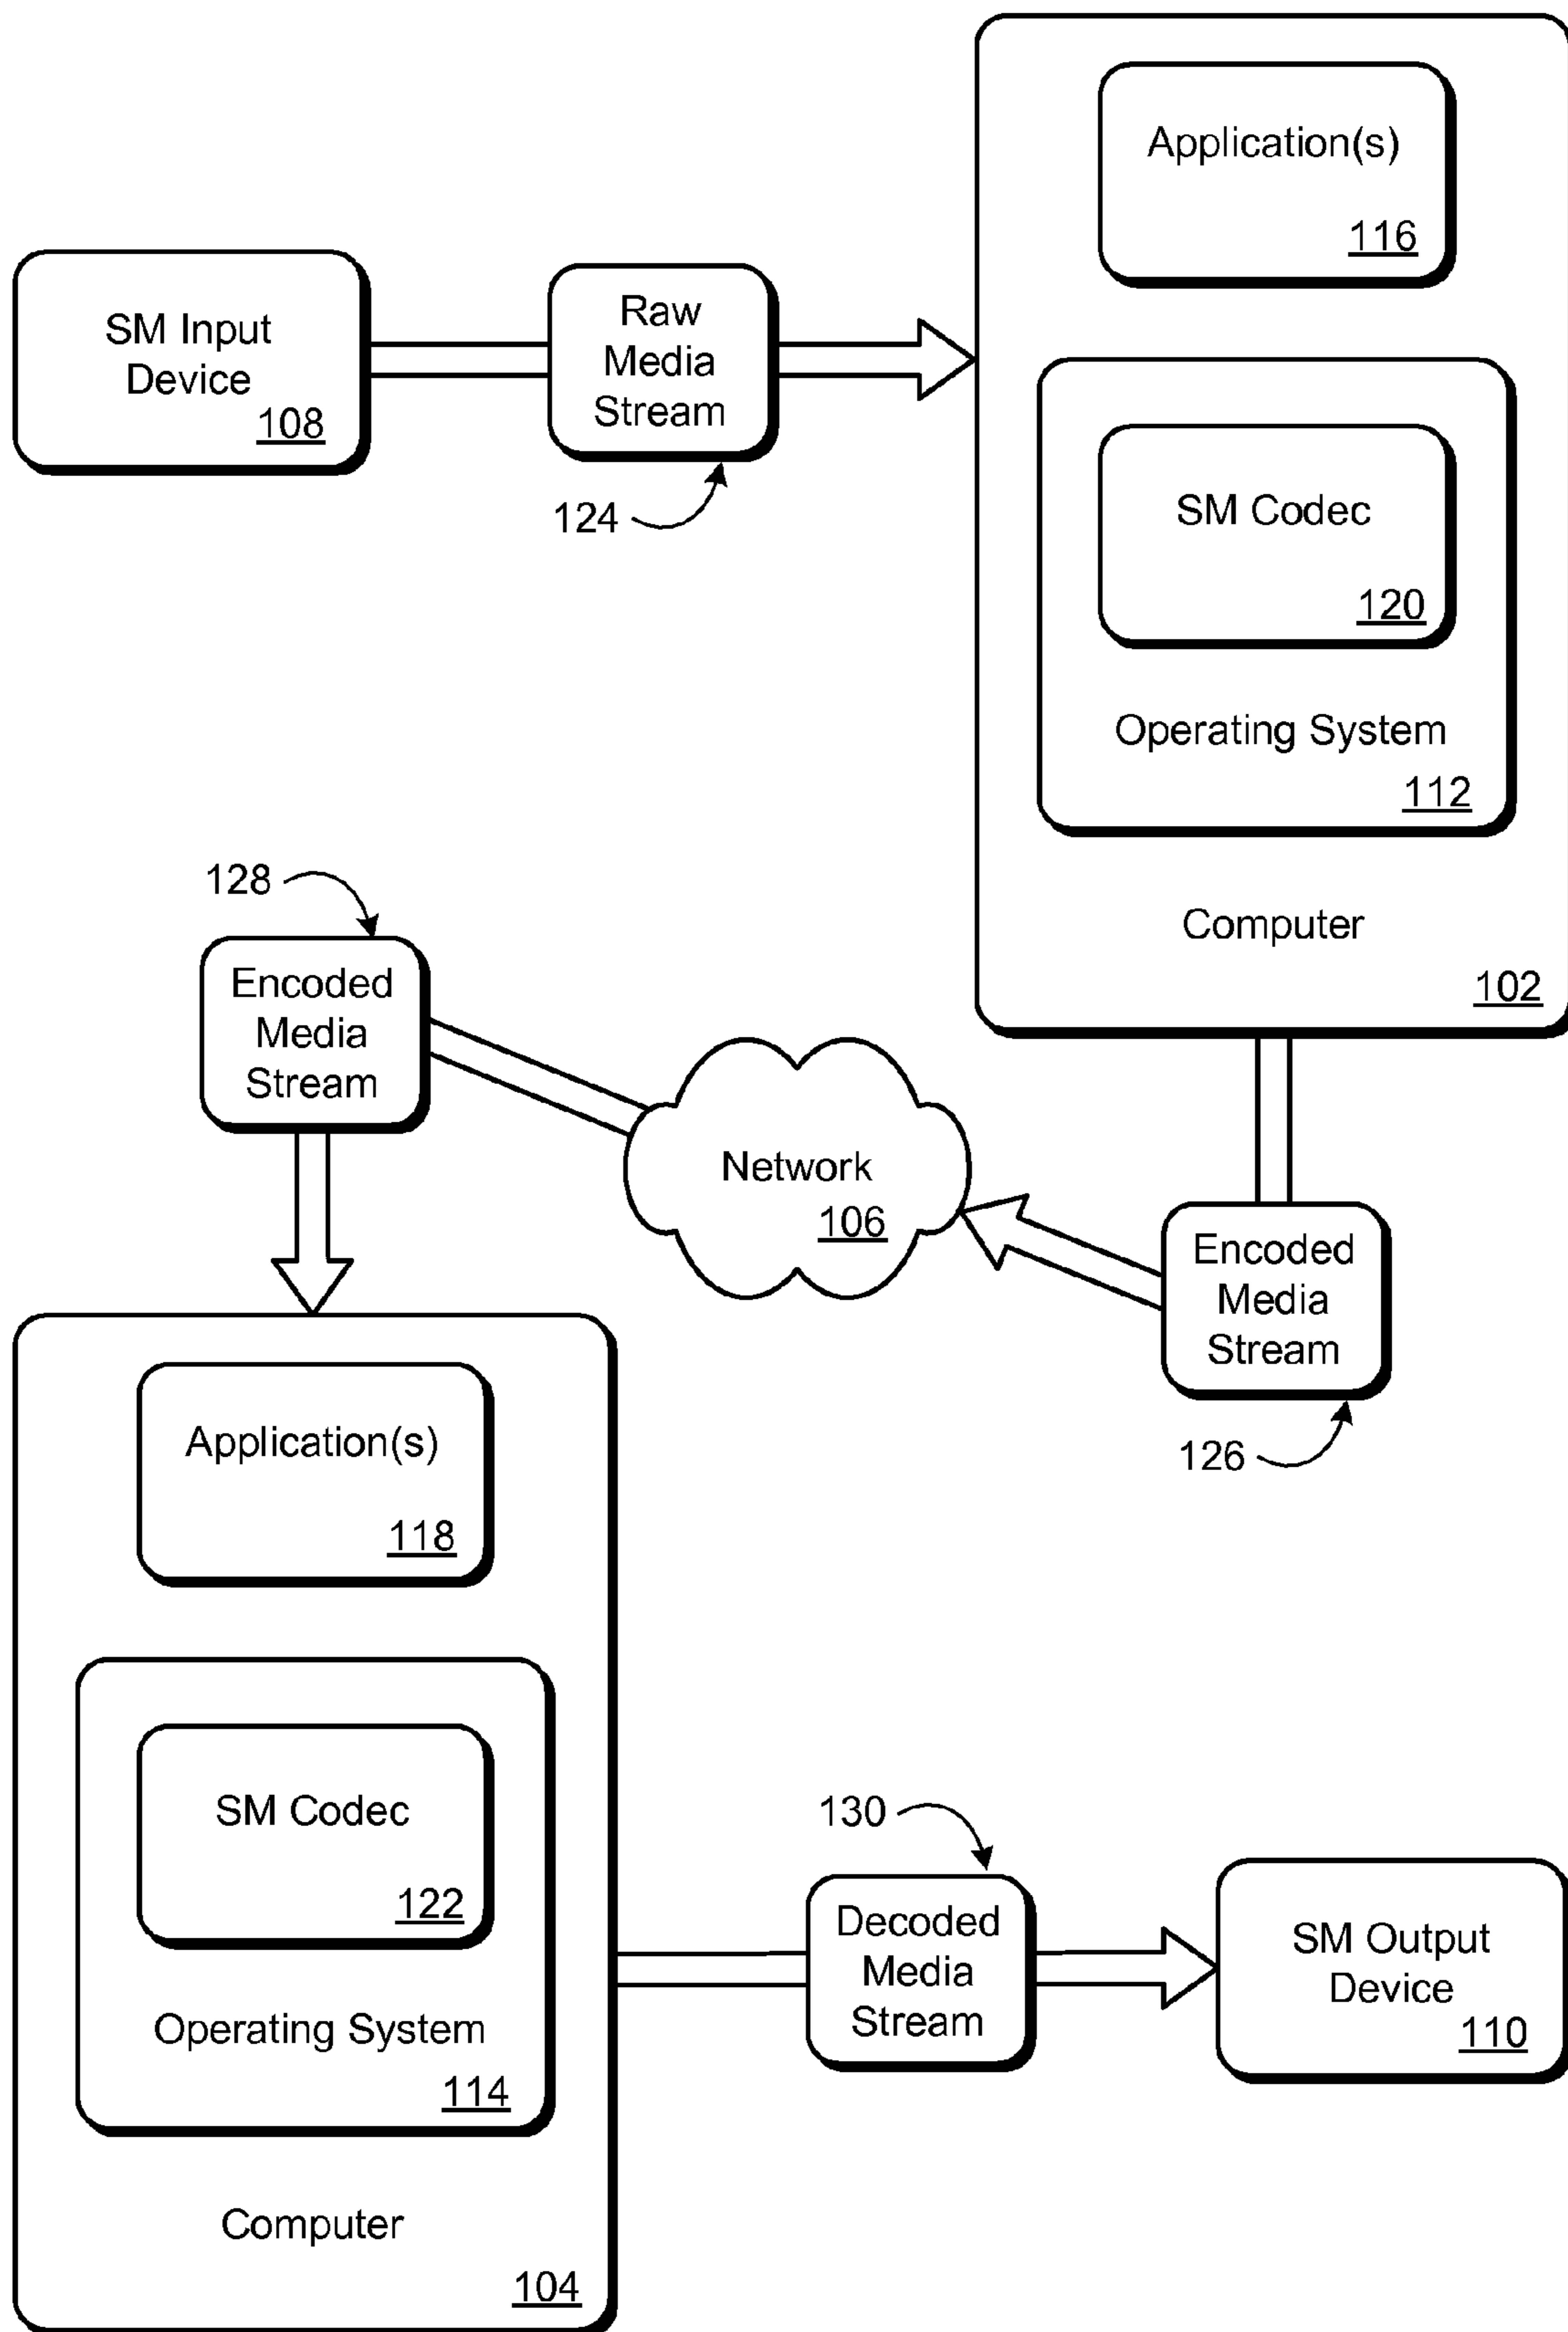 Application(s)
116
SM Input
Device
108
Raw
Media
Stream
124
SM Codec
120
Operating System
112
Computer
102
128
Encoded
Media
Stream
Network
106
Encoded
Media
Stream
126
Application(s)
118
SM Codec
122
Operating System
114
Computer
104
130
Decoded
Media
Stream
SM Output
Device
110